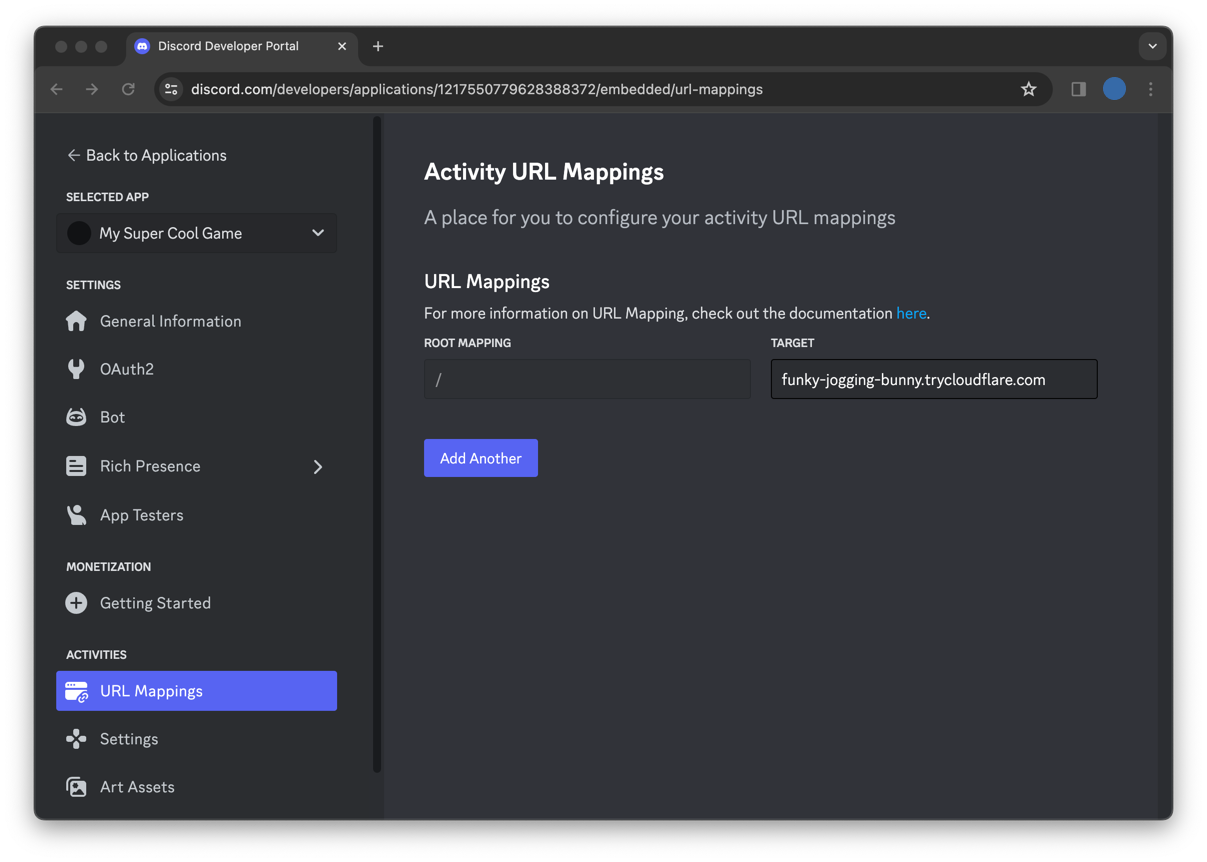 Discord Developer Portal
discord.com/developers/applications/1217550779628388372/embedded/url-mappings
Back to Applications
SELECTED APP
My Super Cool Game
SETTINGS
General Information
OAuth2
Bot
Rich Presence
App Testers
MONETIZATION
Getting Started
ACTIVITIES
URL Mappings
Settings
Art Assets
Activity URL Mappings
A place for you to configure your activity URL mappings
URL Mappings
For more information on URL Mapping, check out the documentation here.
ROOT MAPPING
/
TARGET
funky-jogging-bunny.trycloudflare.com
Add Another